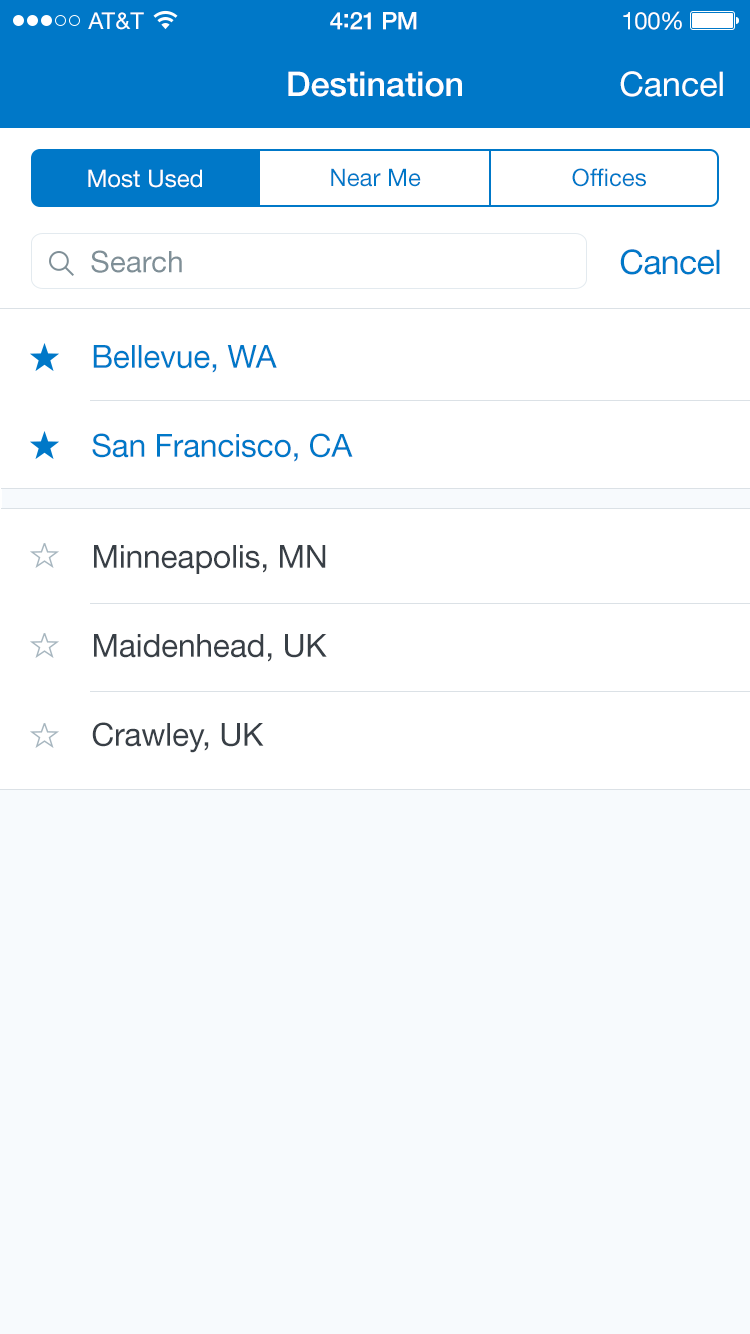 AT&T 4:21 PM 100%
Destination Cancel
Most Used Near Me Offices
Search Cancel
Bellevue, WA
San Francisco, CA
Minneapolis, MN
Maidenhead, UK
Crawley, UK